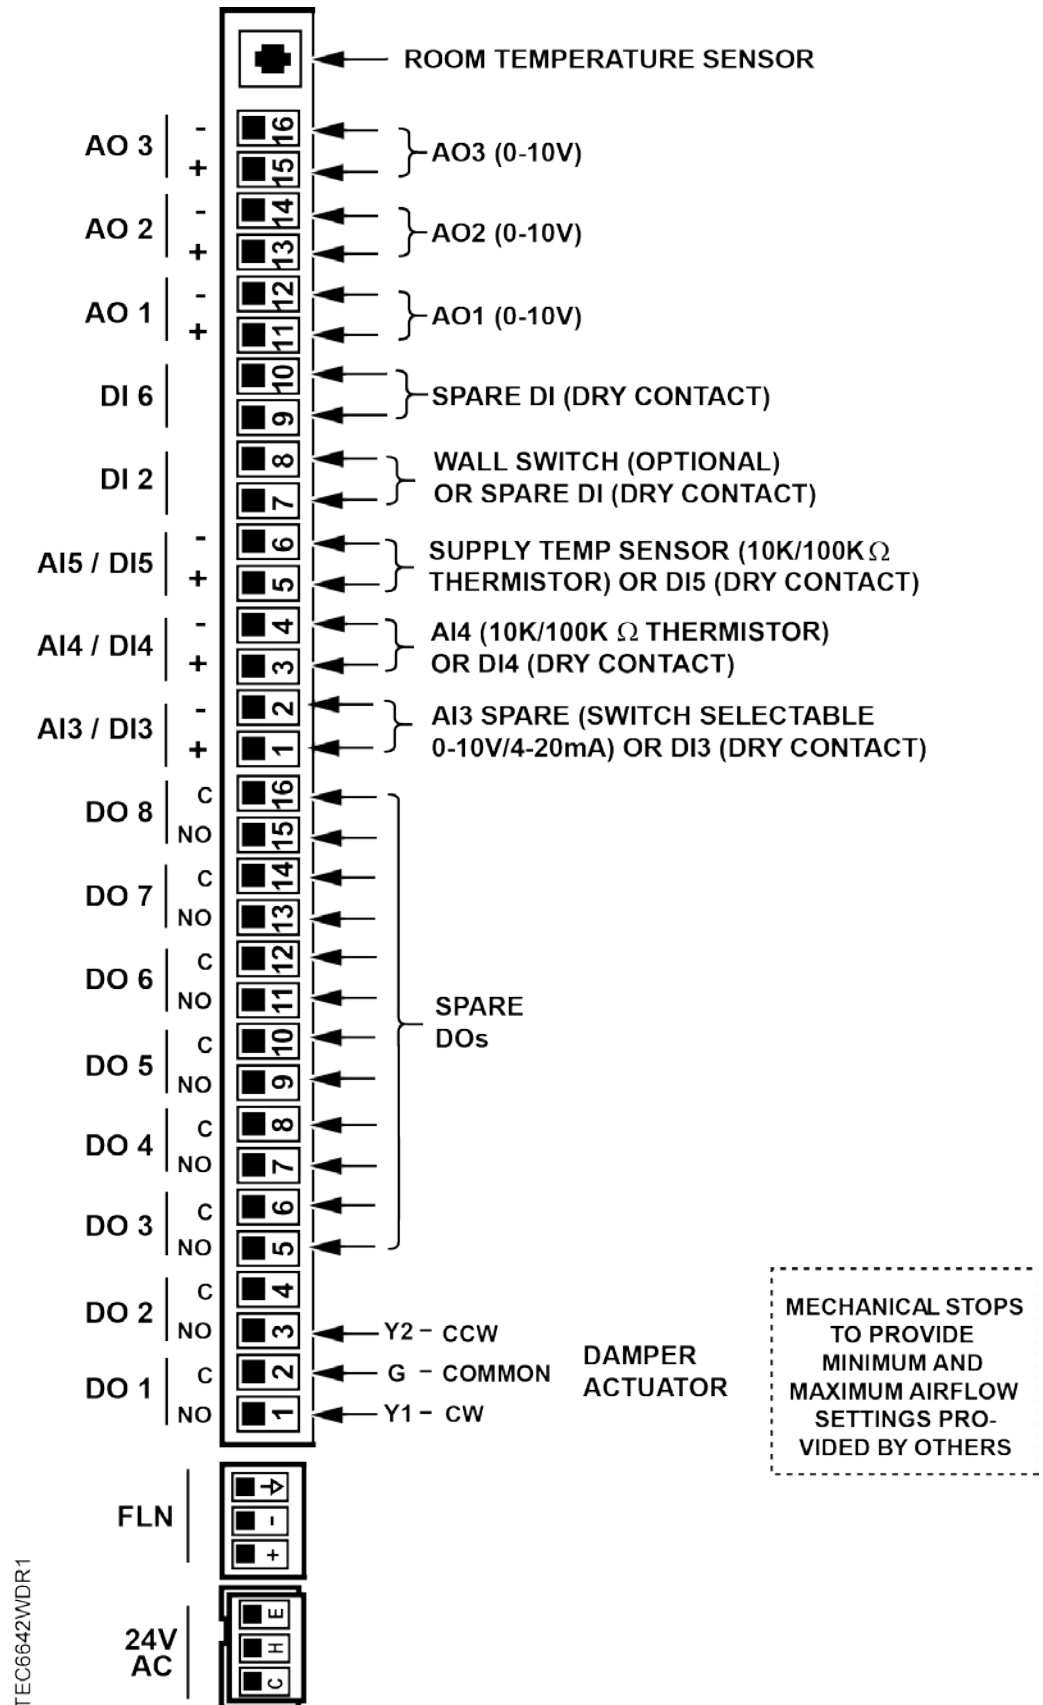 ROOM TEMPERATURE SENSOR
AO 3
-
16
+
15
AO3 (0-10V)
AO 2
-
14
+
13
AO2 (0-10V)
AO 1
-
12
+
11
AO1 (0-10V)
DI 6
10
9
SPARE DI (DRY CONTACT)
DI 2
8
7
WALL SWITCH (OPTIONAL)
OR SPARE DI (DRY CONTACT)
AI5 / DI5
-
6
+
5
SUPPLY TEMP SENSOR (10K/100K Ω
THERMISTOR) OR DI5 (DRY CONTACT)
AI4 / DI4
-
4
+
3
AI4 (10K/100K Ω THERMISTOR)
OR DI4 (DRY CONTACT)
AI3 / DI3
-
2
+
1
AI3 SPARE (SWITCH SELECTABLE
0-10V/4-20mA) OR DI3 (DRY CONTACT)
DO 8
C
16
NO
15
DO 7
C
14
NO
13
DO 6
C
12
NO
11
DO 5
C
10
NO
9
DO 4
C
8
NO
7
DO 3
C
6
NO
5
SPARE
DOs
DO 2
C
4
NO
3
Y2 - CCW
DO 1
C
2
G - COMMON
NO
1
Y1 - CW
DAMPER
ACTUATOR
MECHANICAL STOPS
TO PROVIDE
MINIMUM AND
MAXIMUM AIRFLOW
SETTINGS PRO-
VIDED BY OTHERS
FLN
-
+
24V
AC
E
H
C
TEC6642WDR1